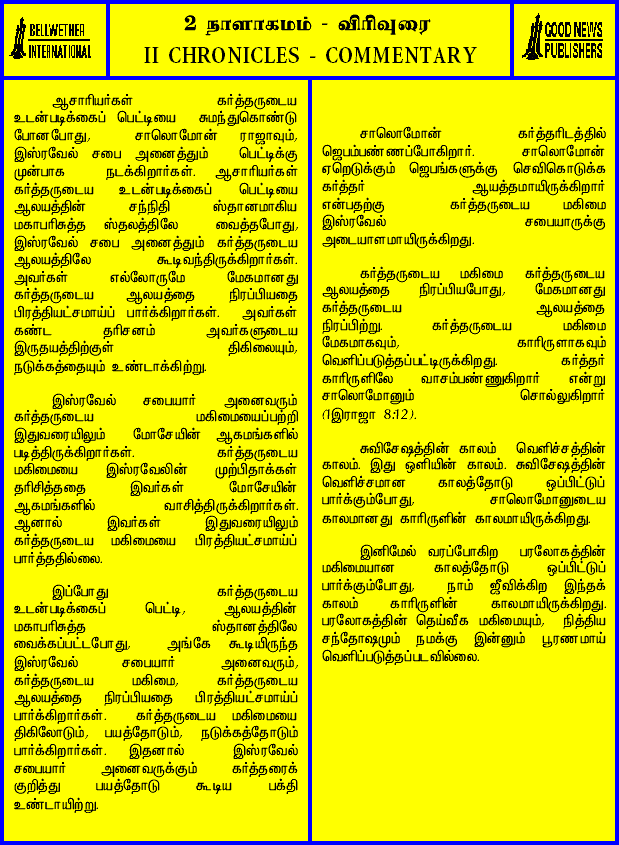 BELLWETHER
INTERNATIONAL
2 நாளாகமம் - விரிவுரை
II CHRONICLES - COMMENTARY
GOOD NEWS
PUBLISHERS
ஆசாரியர்கள் கர்த்தருடைய
உடன்படிக்கைப் பெட்டியை சுமந்துகொண்டு
போனபோது, சாலொமோன் ராஜாவும்,
இஸ்ரவேல் சபை அனைத்தும் பெட்டிக்கு
முன்பாக நடக்கிறார்கள். ஆசாரியர்கள்
கர்த்தருடைய உடன்படிக்கைப் பெட்டியை
ஆலயத்தின் சந்நிதி ஸ்தானமாகிய
மகாபரிசுத்த ஸ்தலத்திலே வைத்தபோது,
இஸ்ரவேல் சபை அனைத்தும் கர்த்தருடைய
ஆலயத்திலே கூடிவந்திருக்கிறார்கள்.
அவர்கள் எல்லோருமே மேகமானது
கர்த்தருடைய ஆலயத்தை நிரப்பியதை
பிரத்தியட்சமாய்ப் பார்க்கிறார்கள். அவர்கள்
கண்ட தரிசனம் அவர்களுடைய
இருதயத்திற்குள் திகிலையும்,
நடுக்கத்தையும் உண்டாக்கிற்று.
இஸ்ரவேல் சபையார் அனைவரும்
கர்த்தருடைய மகிமையைப்பற்றி
இதுவரையிலும் மோசேயின் ஆகமங்களில்
படித்திருக்கிறார்கள். கர்த்தருடைய
மகிமையை இஸ்ரவேலின் முற்பிதாக்கள்
தரிசித்ததை இவர்கள் மோசேயின்
ஆகமங்களில் வாசித்திருக்கிறார்கள்.
ஆனால் இவர்கள் இதுவரையிலும்
கர்த்தருடைய மகிமையை பிரத்தியட்சமாய்ப்
பார்த்ததில்லை.
இப்போது கர்த்தருடைய
உடன்படிக்கைப் பெட்டி, ஆலயத்தின்
மகாபரிசுத்த ஸ்தானத்திலே
வைக்கப்பட்டபோது, அங்கே கூடியிருந்த
இஸ்ரவேல் சபையார் அனைவரும்,
கர்த்தருடைய மகிமை, கர்த்தருடைய
ஆலயத்தை நிரப்பியதை பிரத்தியட்சமாய்ப்
பார்க்கிறார்கள். கர்த்தருடைய மகிமையை
திகிலோடும், பயத்தோடும், நடுக்கத்தோடும்
பார்க்கிறார்கள். இதனால் இஸ்ரவேல்
சபையார் அனைவருக்கும் கர்த்தரைக்
குறித்து பயத்தோடு கூடிய பக்தி
உண்டாயிற்று.
சாலொமோன் கர்த்தரிடத்தில்
ஜெபம்பண்ணப்போகிறார். சாலொமோன்
ஏறெடுக்கும் ஜெபங்களுக்கு செவிகொடுக்க
கர்த்தர் ஆயத்தமாயிருக்கிறார்
என்பதற்கு கர்த்தருடைய மகிமை
இஸ்ரவேல் சபையாருக்கு
அடையாளமாயிருக்கிறது.
கர்த்தருடைய மகிமை கர்த்தருடைய
ஆலயத்தை நிரப்பியபோது, மேகமானது
கர்த்தருடைய ஆலயத்தை
நிரப்பிற்று. கர்த்தருடைய மகிமை
மேகமாகவும், காரிருளாகவும்
வெளிப்படுத்தப்பட்டிருக்கிறது. கர்த்தர்
காரிருளிலே வாசம்பண்ணுகிறார் என்று
சாலொமோனும் சொல்லுகிறார்
(1இராஜா 8:12).
சுவிசேஷத்தின் காலம் வெளிச்சத்தின்
காலம். இது ஒளியின் காலம். சுவிசேஷத்தின்
வெளிச்சமான காலத்தோடு ஒப்பிட்டுப்
பார்க்கும்போது, சாலொமோனுடைய
காலமானது காரிருளின் காலமாயிருக்கிறது.
இனிமேல் வரப்போகிற பரலோகத்தின்
மகிமையான காலத்தோடு ஒப்பிட்டுப்
பார்க்கும்போது, நாம் ஜீவிக்கிற இந்தக்
காலம் காரிருளின் காலமாயிருக்கிறது.
பரலோகத்தின் தெய்வீக மகிமையும், நித்திய
சந்தோஷமும் நமக்கு இன்னும் பூரணமாய்
வெளிப்படுத்தப்படவில்லை.